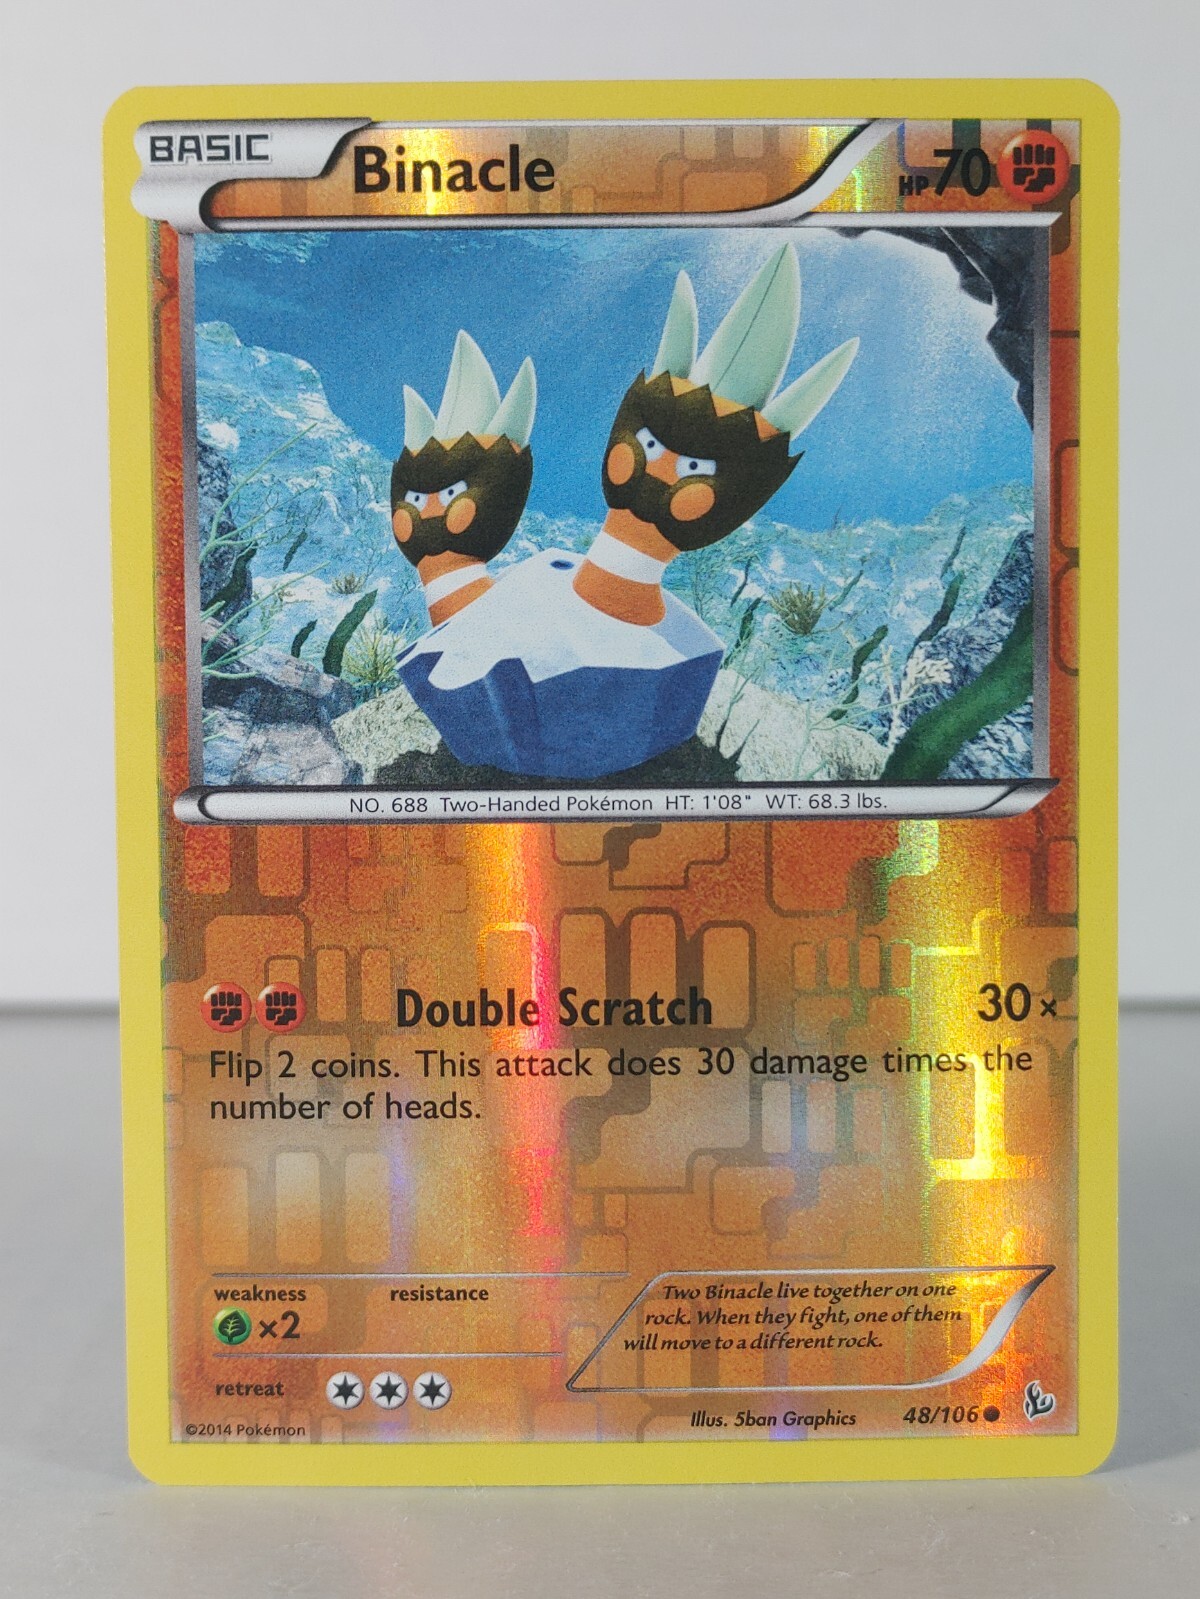 BASIC
Binacle
HP70
NO. 688 Two-Handed Pokémon HT: 1'08" WT: 68.3 lbs.
Double Scratch 30×
Flip 2 coins. This attack does 30 damage times the
number of heads.
weakness resistance
×2
retreat
Two Binacle live together on one
rock. When they fight, one of them
will move to a different rock.
©2014 Pokémon
Illus. 5ban Graphics 48/106